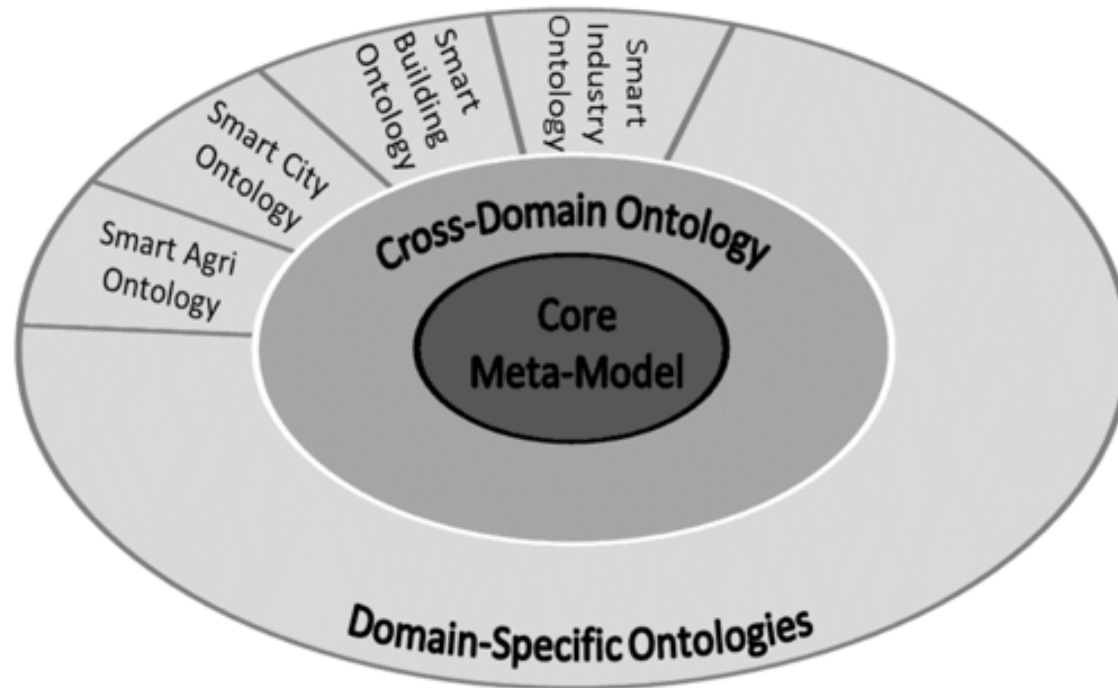 Smart Agri
Ontology
Smart City
Ontology
Smart
Building
Ontology
Smart
Industry
Ontology
Cross-Domain Ontology
Core
Meta-Model
Domain-Specific Ontologies